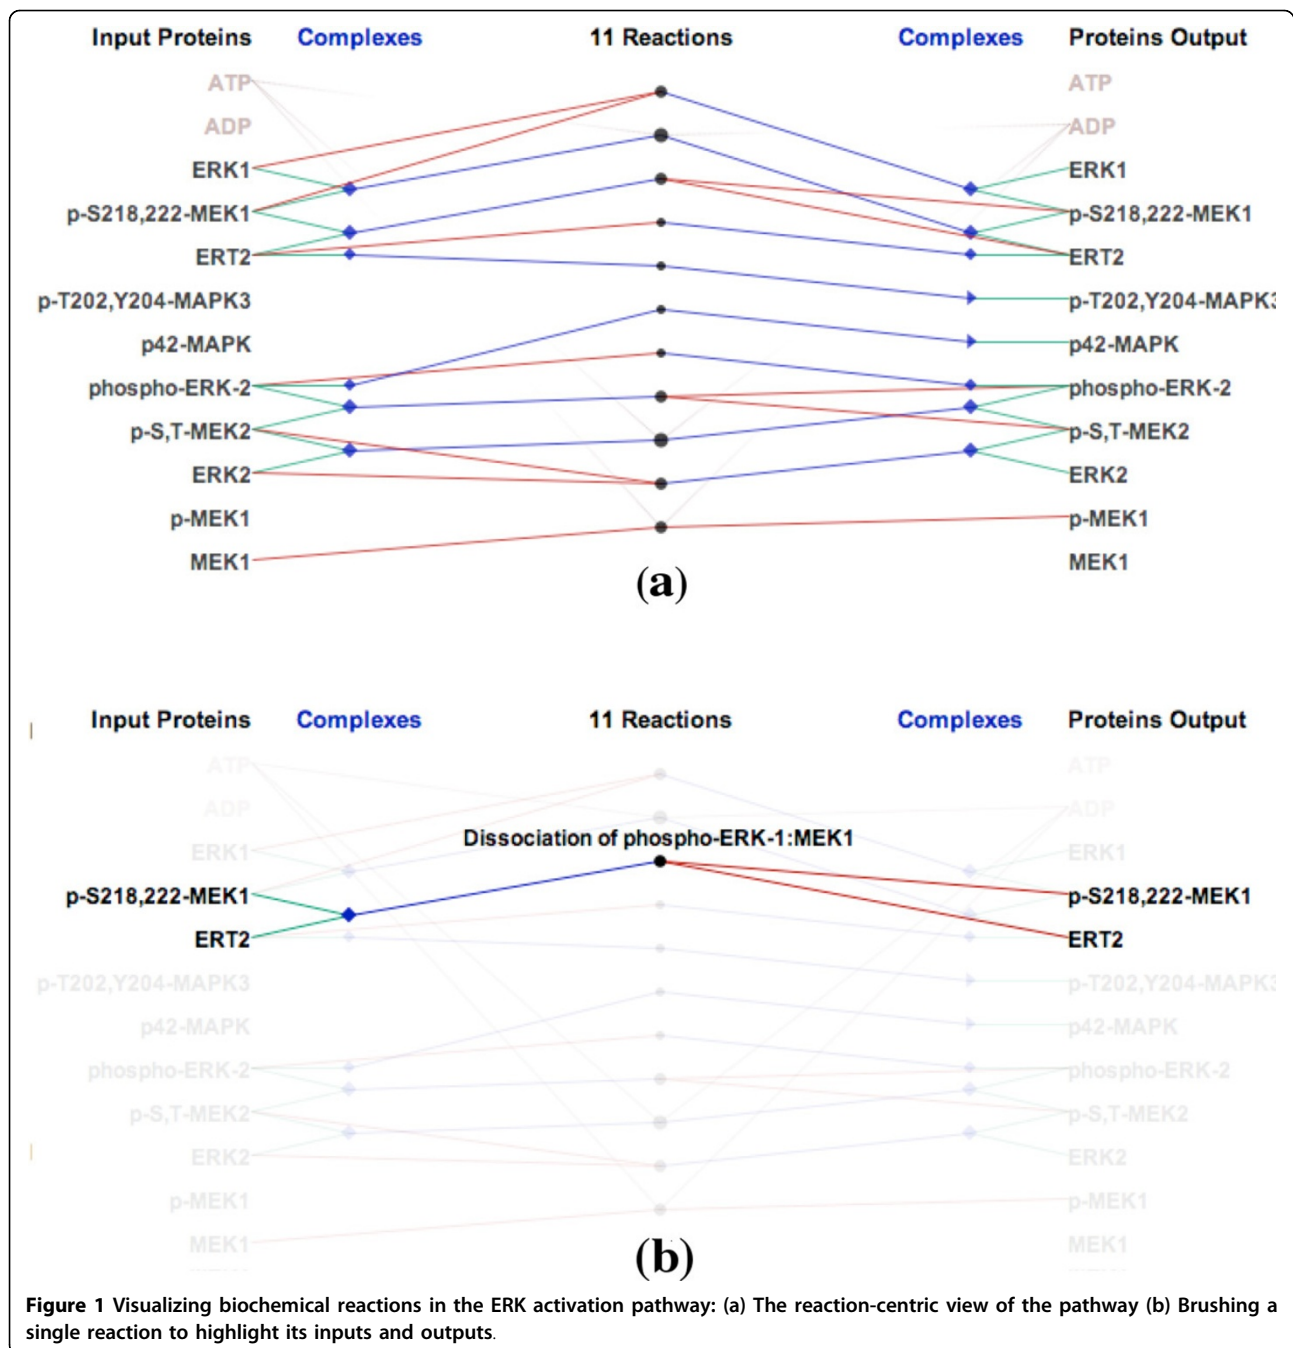 Input Proteins Complexes 11 Reactions Complexes Proteins Output
ATP ATP
ADP ADP
ERK1 ERK1
p-S218,222-MEK1 p-S218,222-MEK1
ERT2 ERT2
p-T202,Y204-MAPK3 p-T202,Y204-MAPK3
p42-MAPK p42-MAPK
phospho-ERK-2 phospho-ERK-2
p-S,T-MEK2 p-S,T-MEK2
ERK2 ERK2
p-MEK1 p-MEK1
MEK1 MEK1
(a)
Input Proteins Complexes 11 Reactions Complexes Proteins Output
ATP ATP
ADP ADP
Dissociation of phospho-ERK-1:MEK1
ERK1 ERK1
p-S218,222-MEK1 p-S218,222-MEK1
ERT2 ERT2
p-T202,Y204-MAPK3 p-T202,Y204-MAPK3
p42-MAPK p42-MAPK
phospho-ERK-2 phospho-ERK-2
p-S,T-MEK2 p-S,T-MEK2
ERK2 ERK2
p-MEK1 p-MEK1
MEK1 MEK1
(b)
Figure 1 Visualizing biochemical reactions in the ERK activation pathway: (a) The reaction-centric view of the pathway (b) Brushing a
single reaction to highlight its inputs and outputs.